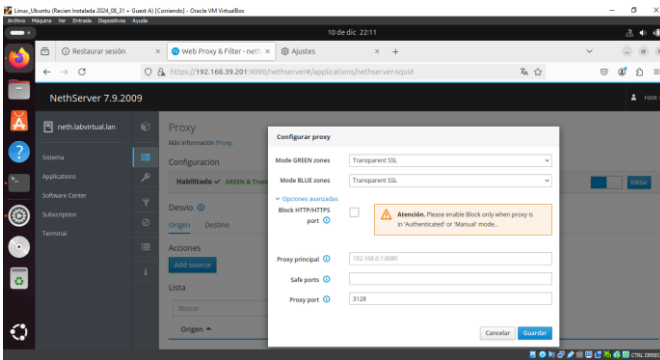 Linux_Ubuntu (Recien Instalada 2024_08_31 + Guest A) [Corriendo] - Oracle VM VirtualBox
Archivo Máquina Ver Entrada Dispositivos Ayuda
10 de dic 22:11
Restaurar sesión
Web Proxy & Filter - neth
Ajustes
https://192.168.39.201:9090/nethserver#/applications/nethserver-squid
NethServer 7.9.2009
root
neth.labvirtual.lan
Sistema
Applications
Software Center
Subscription
Terminal
Proxy
Más información Proxy.
Configuración
Habilitado
GREEN & Trust
Editar
Desvio
Origen Destino
Acciones
Add source
Lista
Buscar
Origen
Configurar proxy
Mode GREEN zones
Transparent SSL
Mode BLUE zones
Transparent SSL
Opciones avanzadas
Block HTTP/HTTPS
port
Atención. Please enable Block only when proxy is
in 'Authenticated' or 'Manual' mode..
Proxy principal
192.168.0.1:8080
Safe ports
Proxy port
3128
Cancelar
Guardar